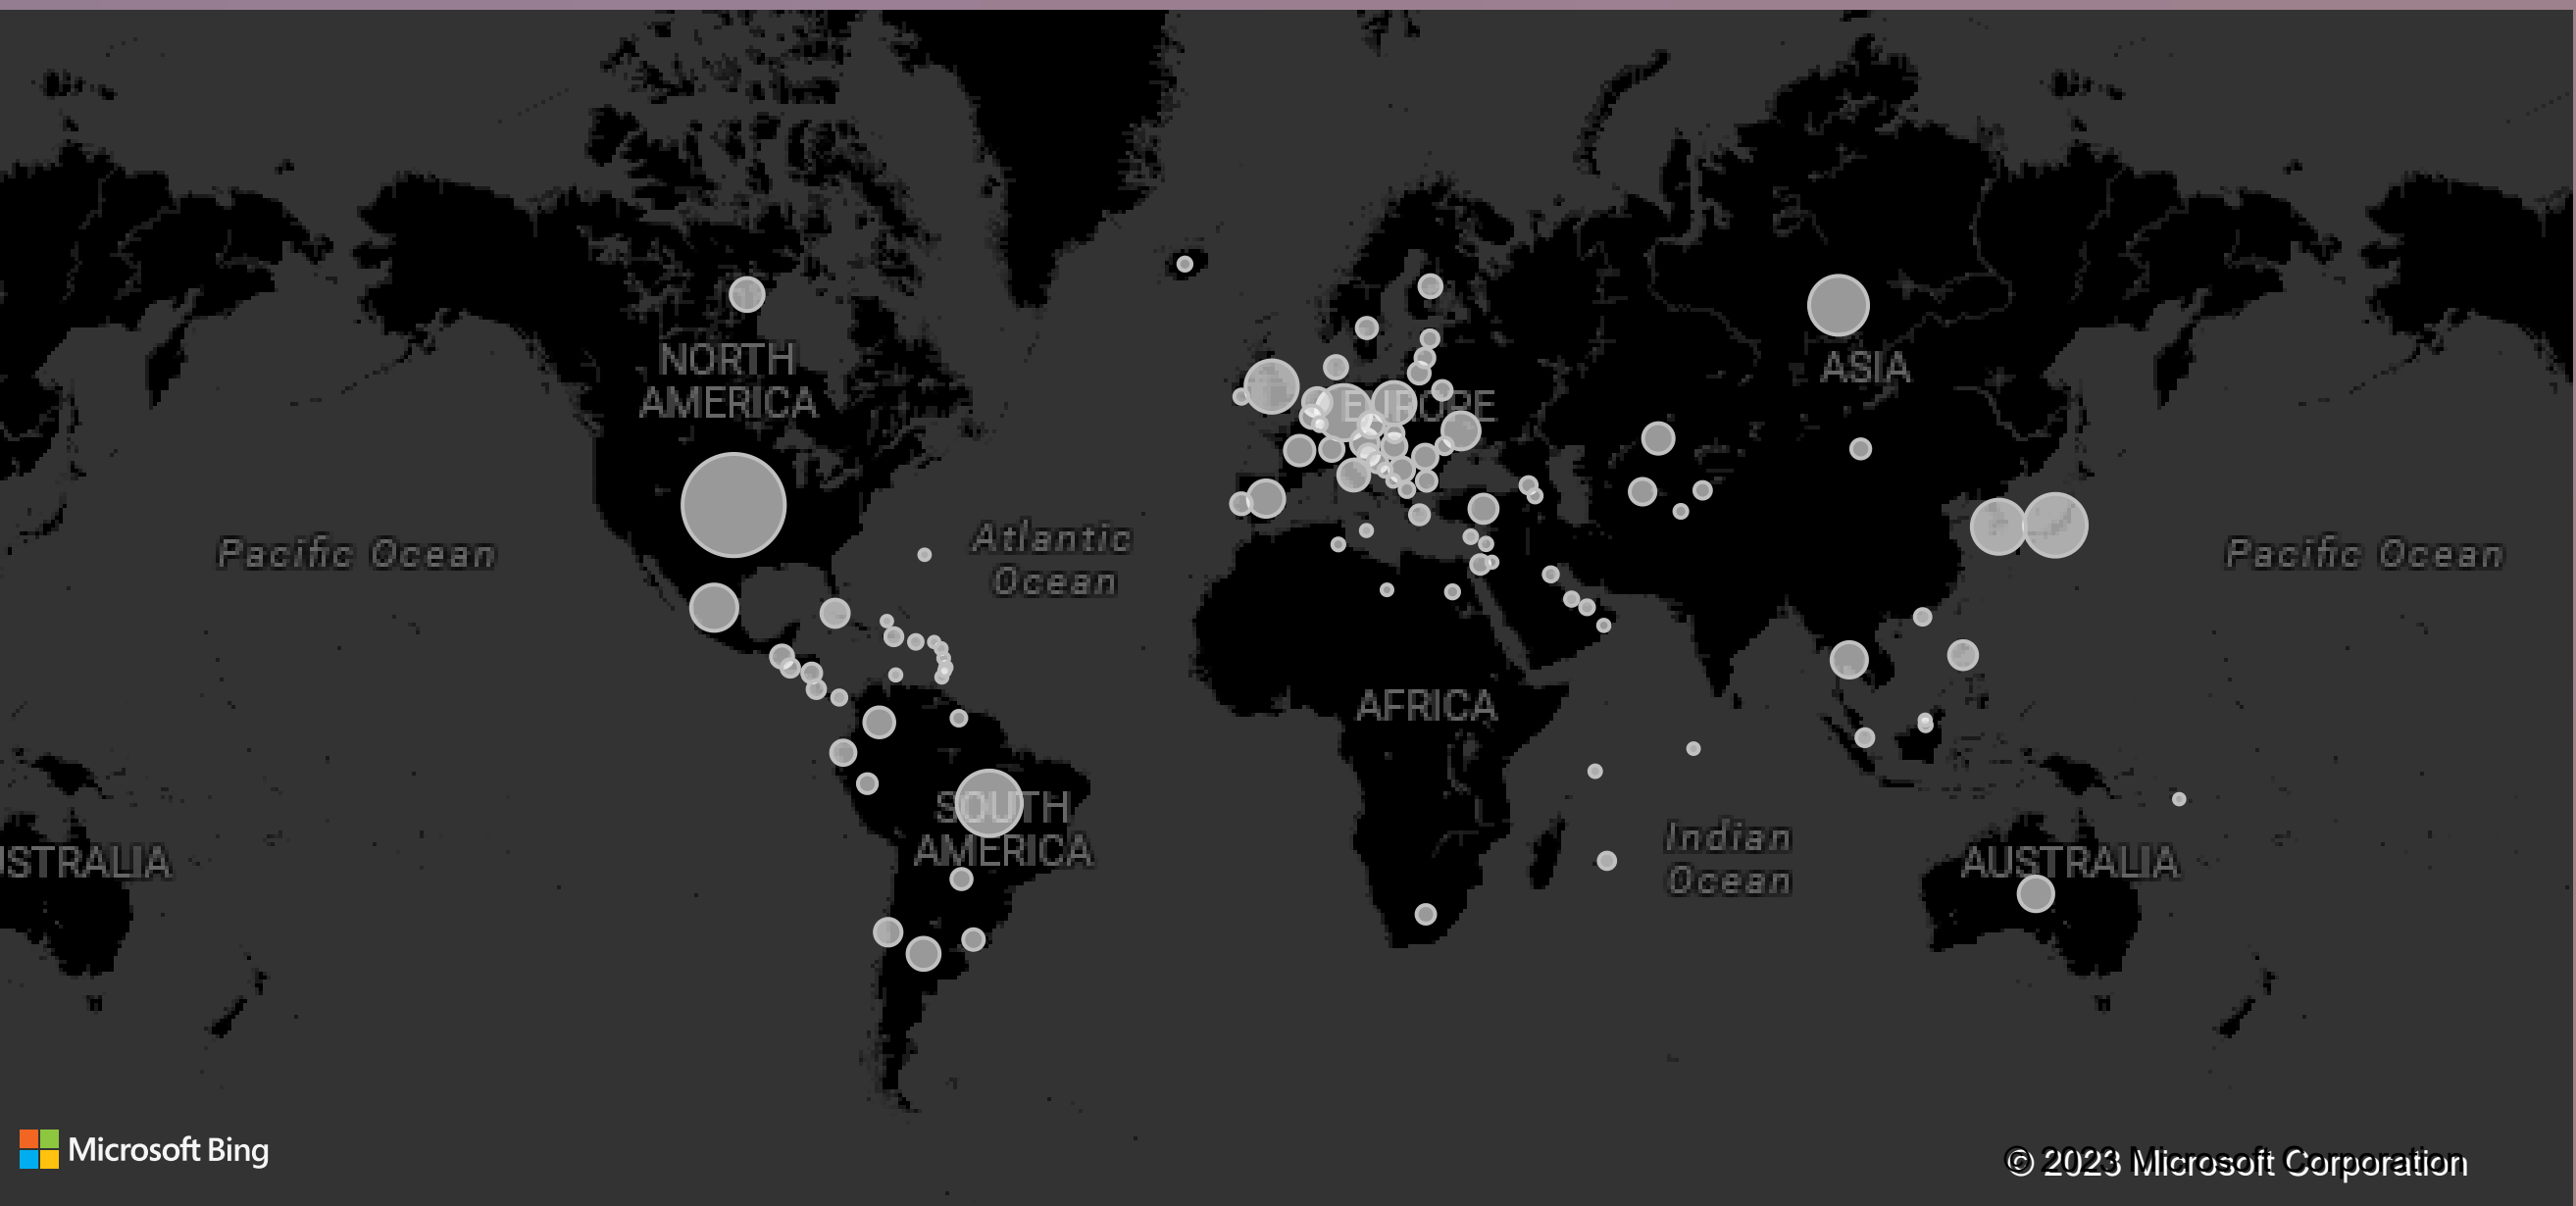 NORTH
AMERICA
ASIA
EUROPE
Pacific Ocean
Atlantic
Ocean
Pacific Ocean
AFRICA
SOUTH
AMERICA
Indian
Ocean
STRALIA
AUSTRALIA
Microsoft Bing
© 2023 Microsoft Corporation